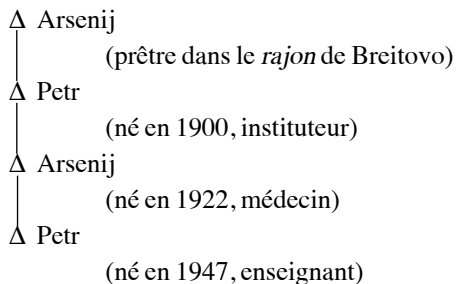 Δ Arsenij
(prêtre dans le rajon de Breitovo)
Δ Petr
(né en 1900, instituteur)
Δ Arsenij
(né en 1922, médecin)
Δ Petr
(né en 1947, enseignant)